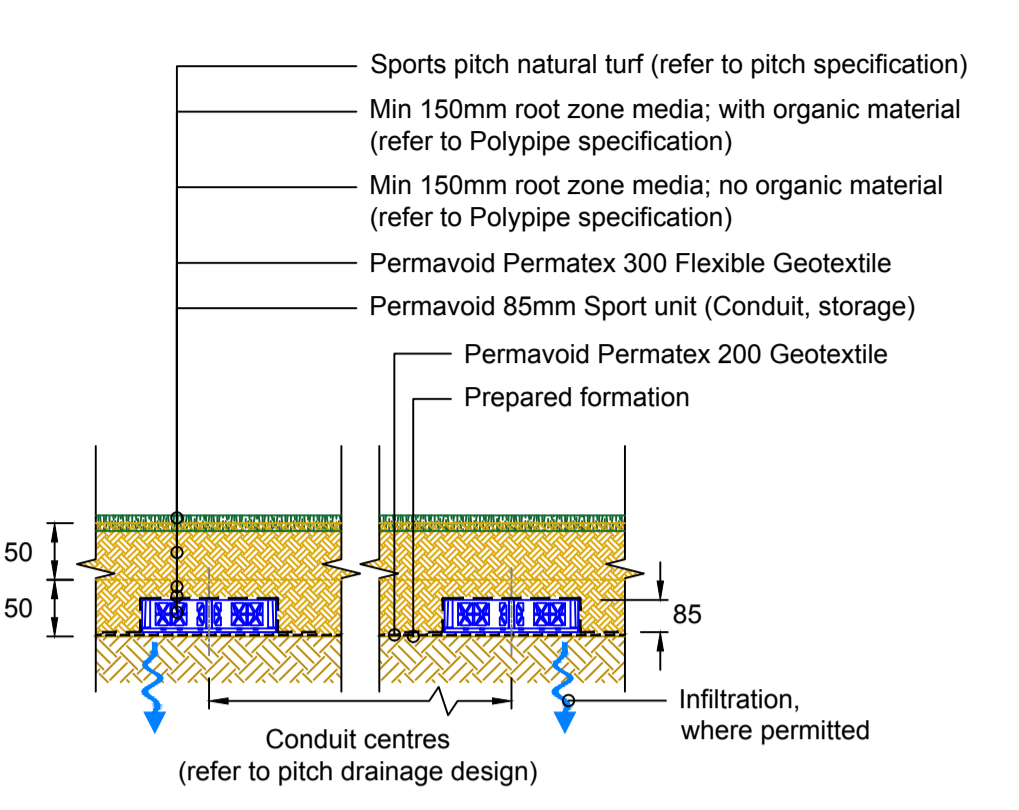 Sports pitch natural turf (refer to pitch specification)
Min 150mm root zone media; with organic material
(refer to Polypipe specification)
Min 150mm root zone media; no organic material
(refer to Polypipe specification)
Permavoid Permatex 300 Flexible Geotextile
Permavoid 85mm Sport unit (Conduit, storage)
Permavoid Permatex 200 Geotextile
Prepared formation
50
50
85
Infiltration,
where permitted
Conduit centres
(refer to pitch drainage design)